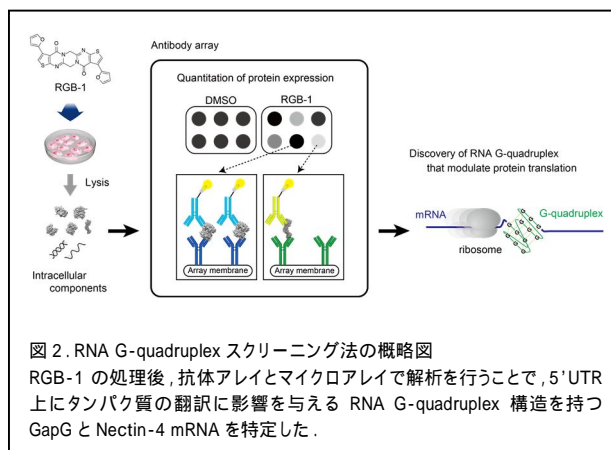 RGB-1
Lysis
Intracellular
components
Antibody array
Quantitation of protein expression
DMSO
RGB-1
Array membrane
Array membrane
Discovery of RNA G-quadruplex
that modulate protein translation
mRNA
G-quadruplex
ribosome
図 2 . RNA G-quadruplex スクリーニング法の概略図
RGB-1 の処理後 , 抗体アレイとマイクロアレイで解析を行うことで , 5’UTR
上にタンパク質の翻訳に影響を与える RNA G-quadruplex 構造を持つ
GapG と Nectin-4 mRNA を特定した .